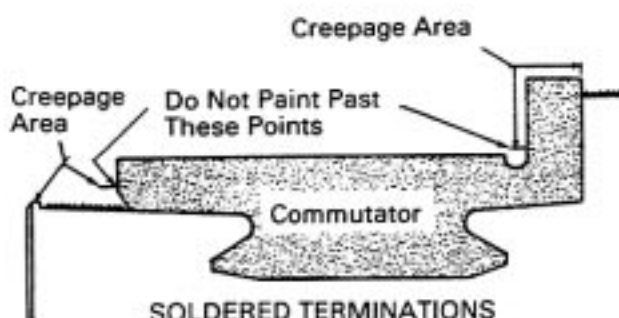 Creepage Area
Creepage
Area
Do Not Paint Past
These Points
Commutator
SOLDERED TERMINATIONS